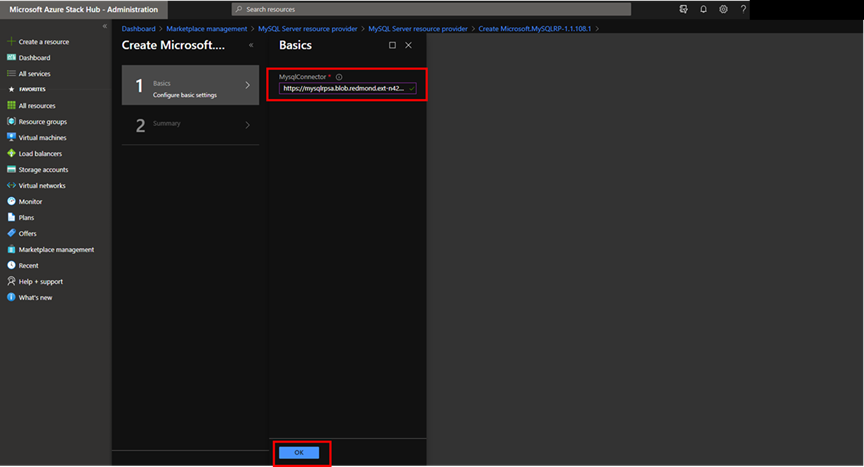 Microsoft Azure Stack Hub - Administration
Search resources
?
Dashboard > Marketplace management > MySQL Server resource provider > MySQL Server resource provider > Create Microsoft.MySQLRP-1.1.108.1 >
«
Create a resource
Dashboard
All services
FAVORITES
All resources
Resource groups
Virtual machines
Load balancers
Storage accounts
Virtual networks
Monitor
Plans
Offers
Marketplace management
Recent
Help + support
What's new
Create Microsoft.... «
1
Basics
Configure basic settings
2
Summary
Basics
MysqlConnector *
https://mysqlrpsa.blob.redmond.ext-n42...
OK